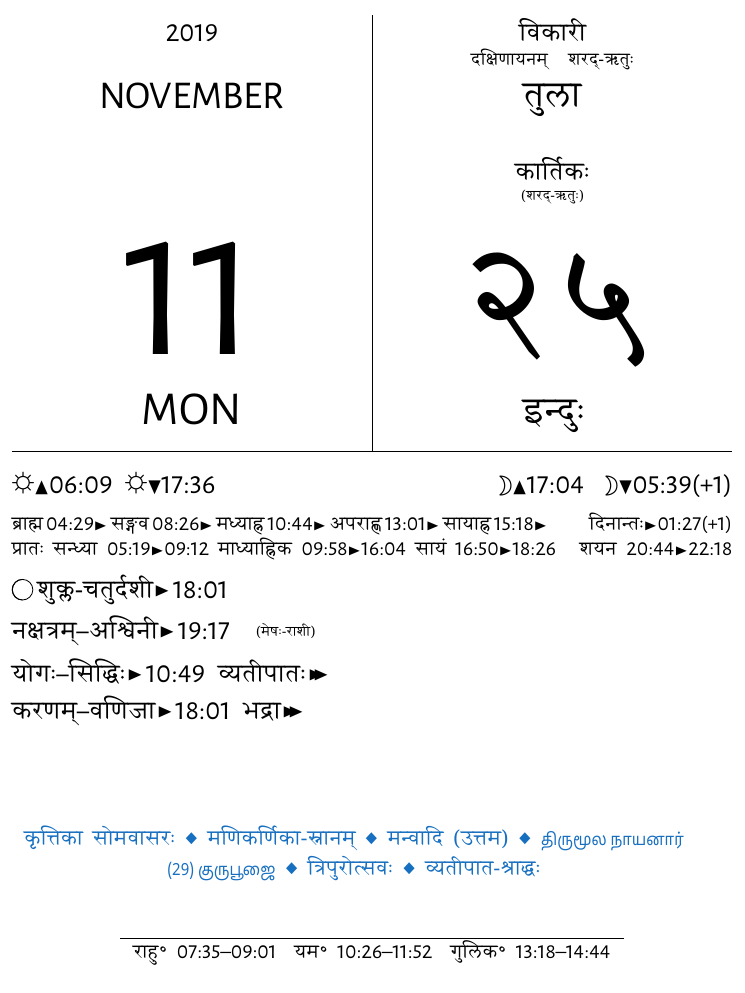 2019
NOVEMBER
11
MON
विकारी
दक्षिणायनम् शरद्-ऋतुः
तुला
कार्तिकः
(शरद्-ऋतुः)
२५
इन्दुः
☼▲06:09 ☼▼17:36 ☽▲17:04 ☽▼05:39(+1)
ब्राह्म 04:29► सङ्गव 08:26► मध्याह्न 10:44► अपराह्ण 13:01► सायाह्न 15:18► दिनान्तः►01:27(+1)
प्रातः सन्ध्या 05:19►09:12 माध्याह्निक 09:58►16:04 सायं 16:50►18:26 शयन 20:44►22:18
◯ शुक्ल-चतुर्दशी►18:01
नक्षत्रम्–अश्विनी►19:17 (मेषः-राशी)
योगः–सिद्धिः►10:49 व्यतीपातः►►
करणम्–वणिजा►18:01 भद्रा►►
कृत्तिका सोमवासरः ◆ मणिकर्णिका-स्नानम् ◆ मन्वादि (उत्तम) ◆ திருமூல நாயனார்
(29) குருபூஜை ◆ त्रिपुरोत्सवः ◆ व्यतीपात-श्राद्धः
राहु॰ 07:35–09:01 यम॰ 10:26–11:52 गुलिक॰ 13:18–14:44